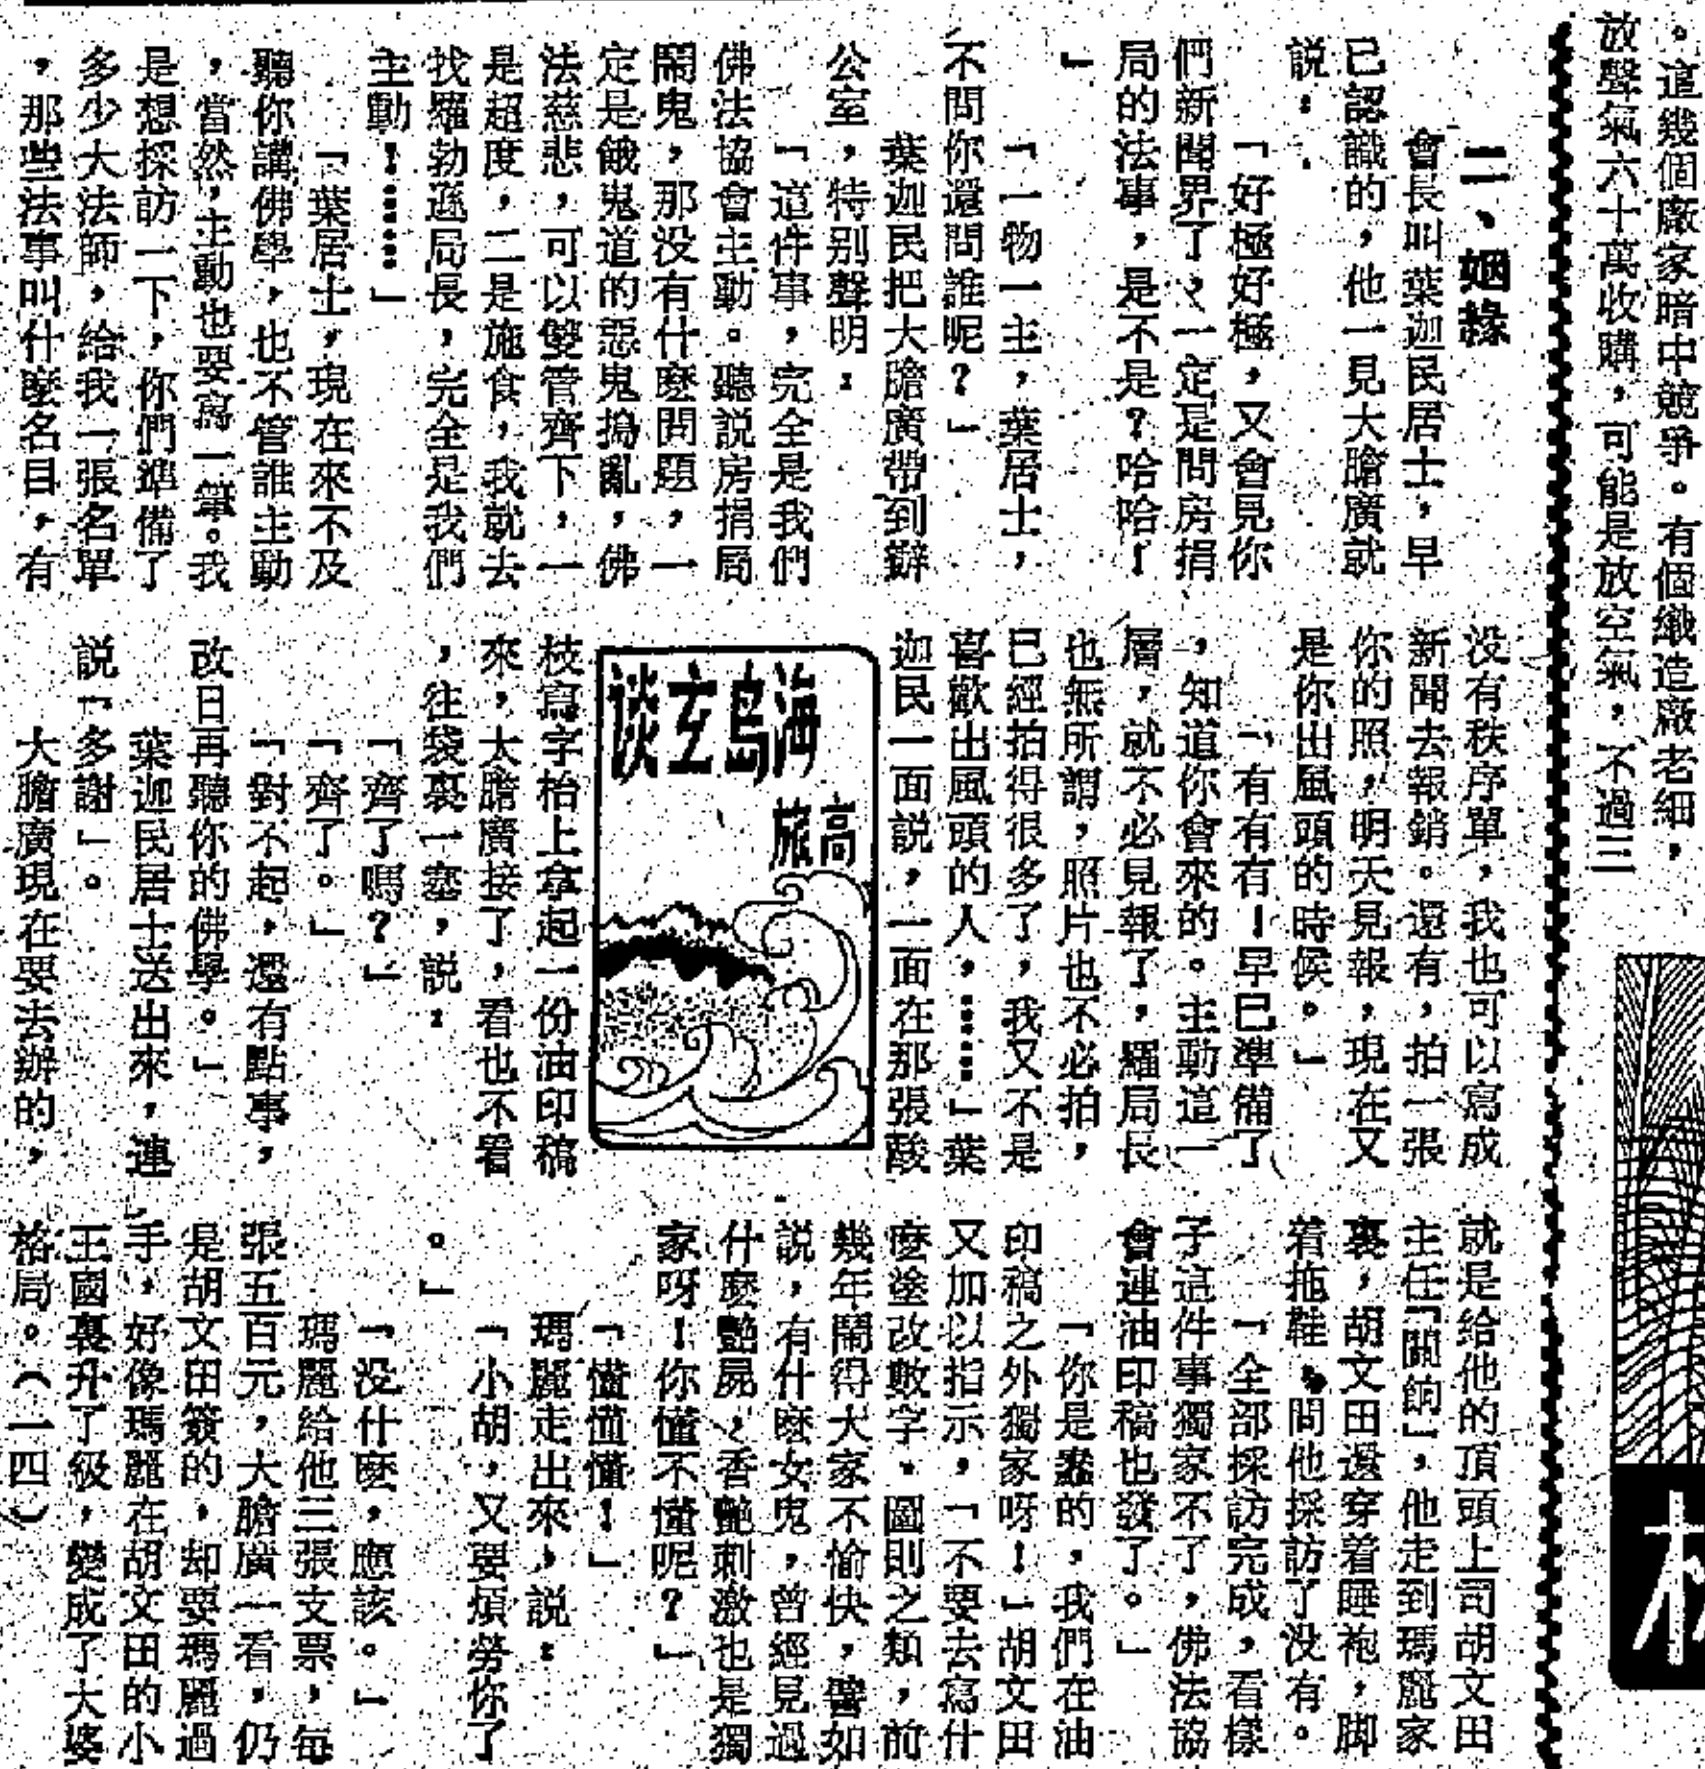 。這幾個廠家暗中競爭。有個織造廠老細，
放聲氣六十萬收購，可能是放空氣，不過三
二、姻緣
會長叫葉迦民居士，早
已認識的，他一見大膽廣就
説：
「好極好極，又會見你
們新聞界了，一定是問房捐
局的法事，是不是？哈哈！
」
「一物一主，葉居士，
不問你還問誰呢？」
葉迦民把大膽廣帶到辦
公室，特别聲明：
「這件事，完全是我們
佛法協會主動。聽説房捐局
鬧鬼，那没有什麽問題，一
定是餓鬼道的惡鬼搗亂，佛
法慈悲，可以雙管齊下，一
是超度，二是施食，我就去
找羅勃遜局長，完全是我們
主動！……」
「葉居士，現在來不及
聽你講佛學，也不管誰主動
，當然，主動也要寫一筆。我
是想採訪一下，你們準備了
多少大法師，給我一張名單
，那些法事叫什麽名目，有
没有秩序單，我也可以寫成
新聞去報銷。還有，拍一張
你的照，明天見報，現在又
是你出風頭的時候。」
「有有有！早已準備了
，知道你會來的。主動這一
層，就不必見報了，羅局長
也無所謂，照片也不必拍，
已經拍得很多了，我又不是
喜歡出風頭的人，……」葉
迦民一面説，一面在那張酸
海島玄談
高旅
枝寫字枱上拿起一份油印稿
來，大膽廣接了，看也不看
，往袋裏一塞，説：
「齊了嗎？」
「齊了。」
「對不起，還有點事，
改日再聽你的佛學。」
葉迦民居士送出來，連
説「多謝」。
大膽廣現在要去辦的，
就是給他的頂頭上司胡文田
主任「關餉」，他走到瑪麗家
裏，胡文田還穿着睡袍，脚
着拖鞋，問他採訪了没有。
「全部採訪完成，看樣
子這件事獨家不了，佛法協
會連油印稿也發了。」
「你是蠢的，我們在油
印稿之外獨家呀！」胡文田
又加以指示，「不要去寫什
麽塗改數字，圖則之類，前
幾年鬧得大家不愉快，譬如
説，有什麽女鬼，曾經見過
什麽艷屍，香艷刺激也是獨
家呀！你懂不懂呢？」
「懂懂懂！」
瑪麗走出來，説：
「小胡，又要煩勞你了
。」
「没什麽，應該。」
瑪麗給他三張支票，每
張五百元，大膽廣一看，仍
是胡文田簽的，却要瑪麗過
手，好像瑪麗在胡文田的小
王國裏升了級，變成了大婆
格局。（一四）